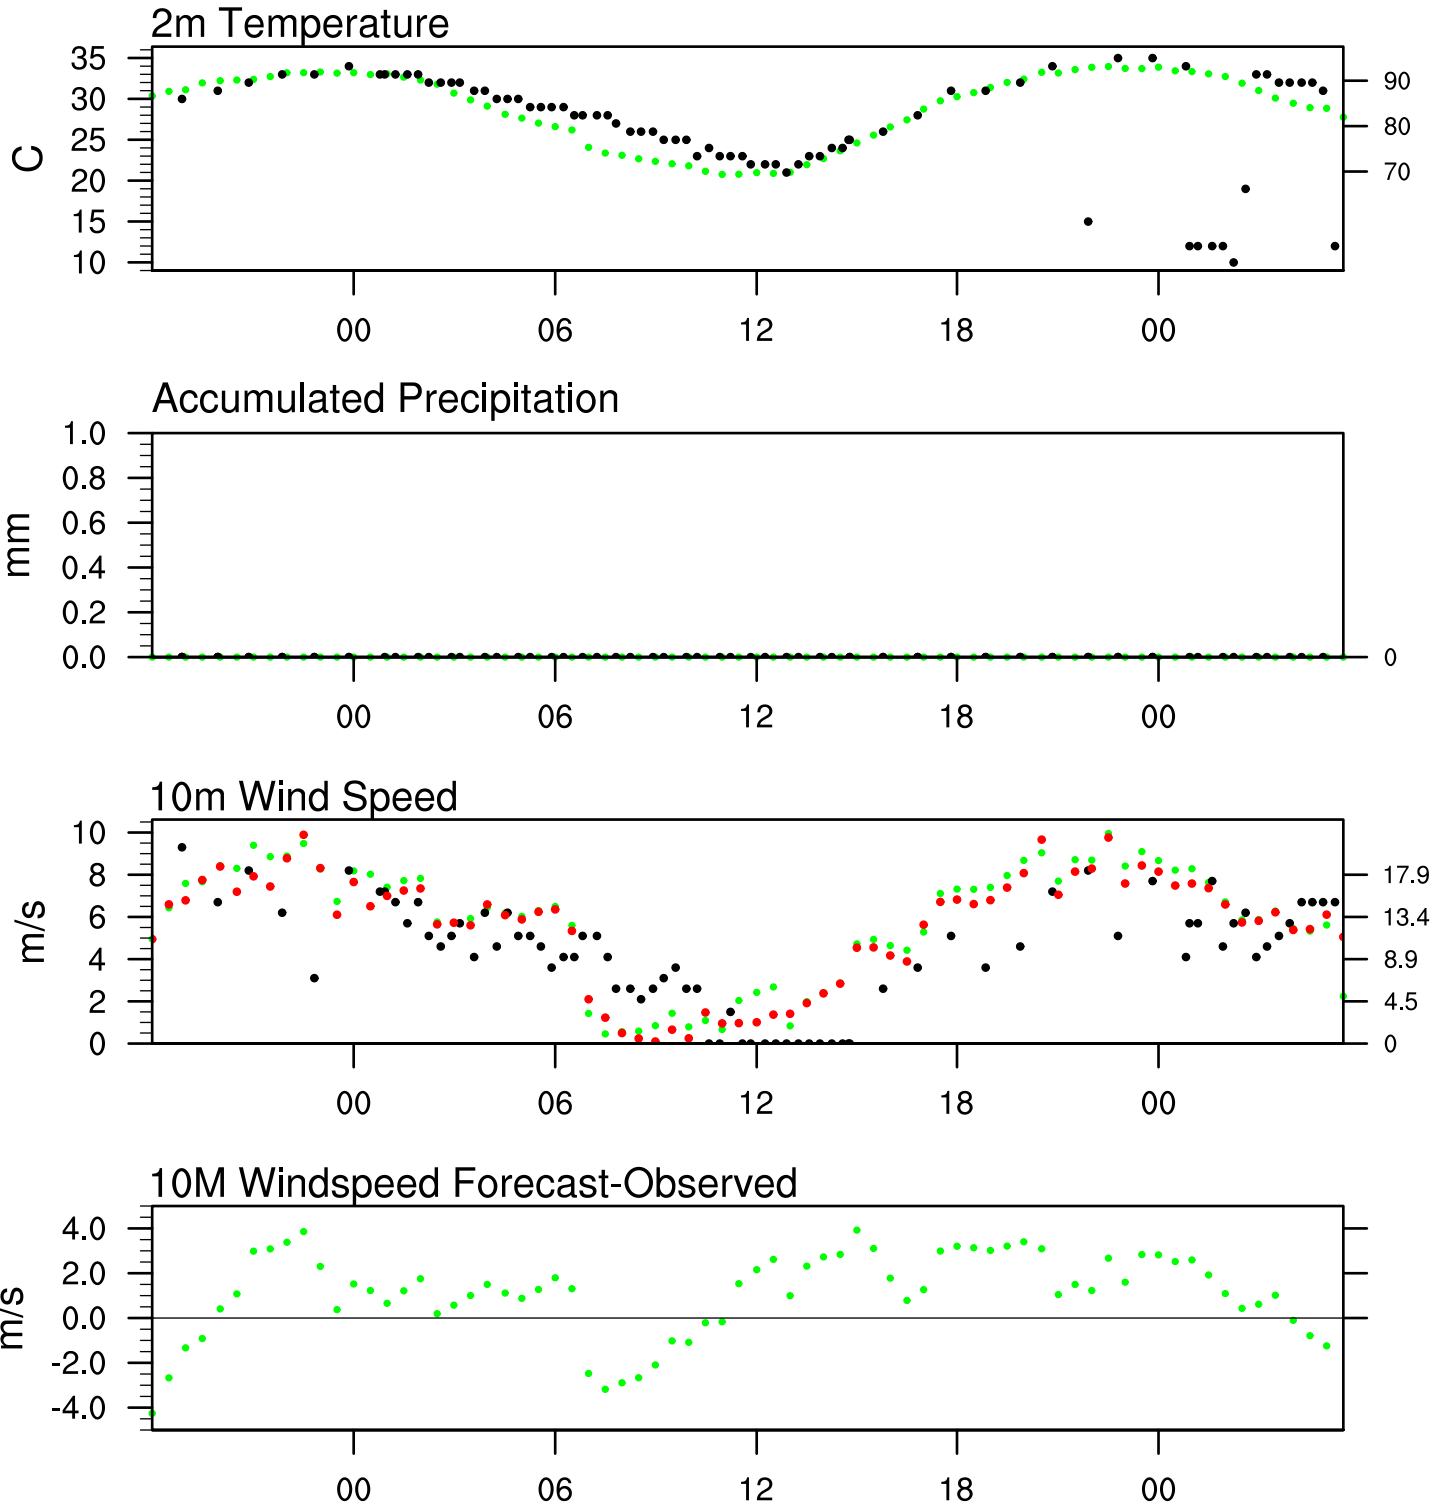 2m Temperature
35
30
25
20
15
10
C
90
80
70
00 06 12 18 00
Accumulated Precipitation
1.0
0.8
0.6
0.4
0.2
0.0
mm
0
00 06 12 18 00
10m Wind Speed
10
8
6
4
2
0
m/s
17.9
13.4
8.9
4.5
0
00 06 12 18 00
10M Windspeed Forecast-Observed
4.0
2.0
0.0
-2.0
-4.0
m/s
00 06 12 18 00